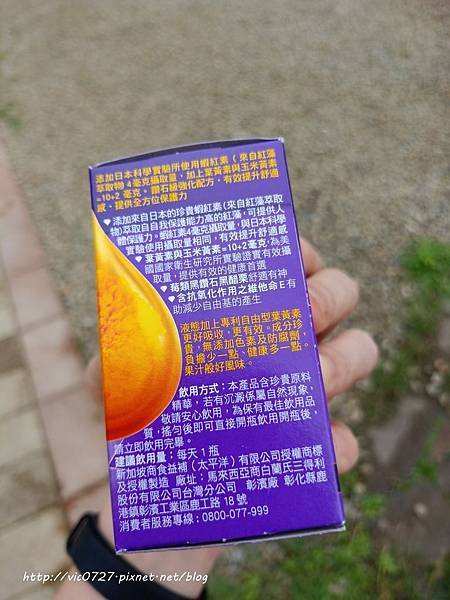 添加日本科學實驗所使用蝦紅素(來自紅藻
萃取物)4毫克攝取量,加上葉黃素與玉米黃素
=10+2 毫克。鑽石級強化配方,有效提升舒適
感,提供全方位保護力
♥添加來自日本的珍貴蝦紅素(來自紅藻萃取
物)萃取自自我保護能力高的紅藻,可提供人
體保護力。蝦紅素4毫克攝取量,與日本科學
實驗使用攝取量相同,有效提升舒適感
♥葉黃素與玉米黃素=10+2毫克,為美
國國家衛生研究所實驗證實有效攝
取量,提供有效的健康首選
♥莓類黑鑽石黑醋栗舒適有神
♥含抗氧化作用之維他命E有
助減少自由基的產生
液態加上專利自由型葉黃素
更好吸收,更有效。成分珍
貴,無添加色素及防腐劑,
負擔少一點、健康多一點。
果汁般好風味。
飲用方式:本產品含珍貴原料
精華,若有沉澱係屬自然現象,
敬請安心飲用,為保有最佳飲用品
質,搖勻後即可直接開瓶飲用開瓶後,
請立即飲用完畢。
建議飲用量:每天1瓶
新加坡商食益補(太平洋)有限公司授權商標
及授權製造 廠址:馬來西亞商白蘭氏三得利
股份有限公司台灣分公司 彰濱廠 彰化縣鹿
港鎮彰濱工業區鹿工路18號
消費者服務專線:0800-077-999
http://vic0727.pixnet.net/blog